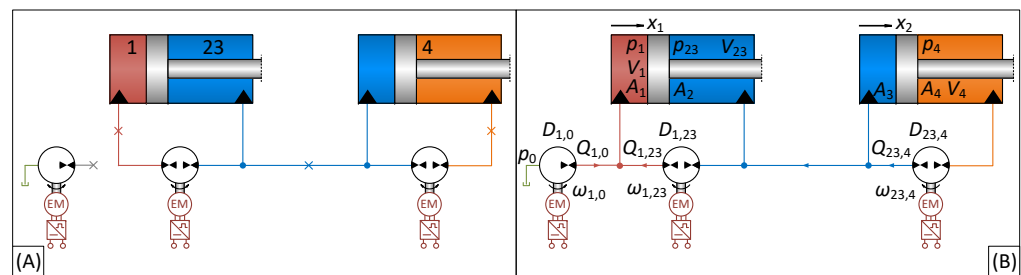 1 23 4
EM EM EM
(A)
x1 x2
p1 p23 V23 p4
V1
A1 A2 A3 A4 V4
D1,0 D1,23 D23,4
p0 Q1,0 Q1,23 Q23,4
ω1,0 ω1,23 ω23,4
EM EM EM
(B)